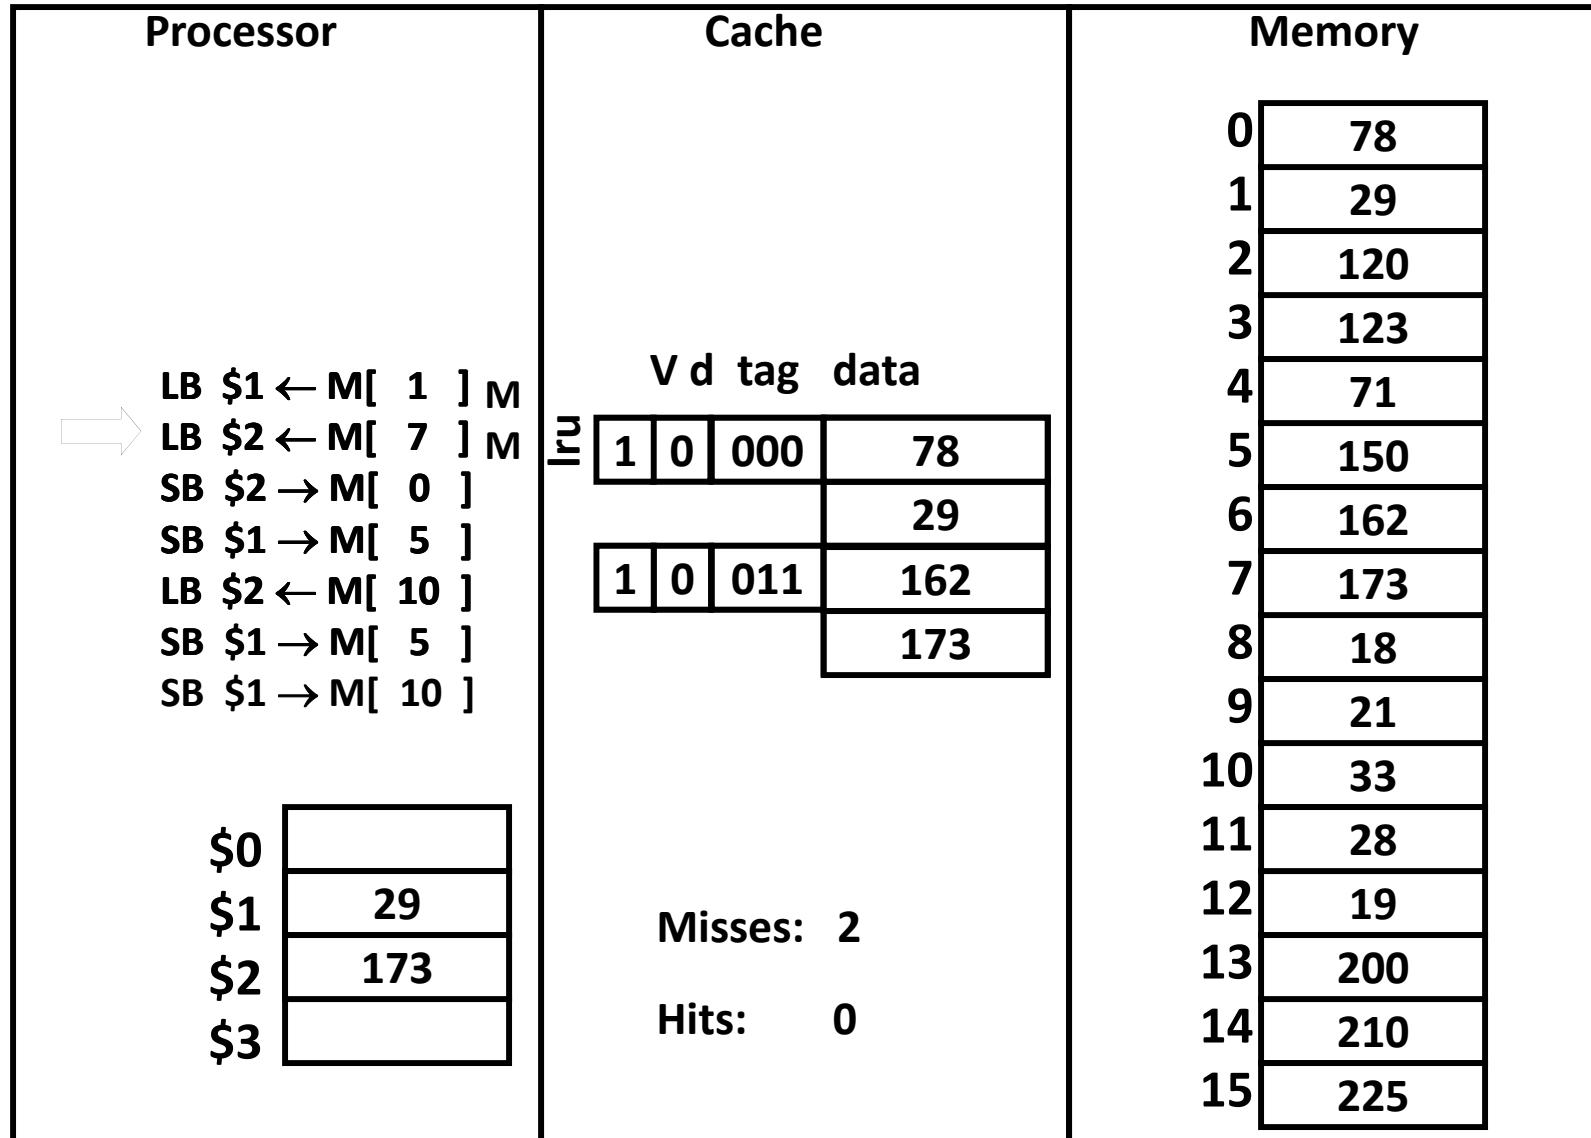 Processor
Cache
Memory
LB $1 ← M[ 1 ] M
LB $2 ← M[ 7 ] M
SB $2 → M[ 0 ]
SB $1 → M[ 5 ]
LB $2 ← M[ 10 ]
SB $1 → M[ 5 ]
SB $1 → M[ 10 ]
$0
$1 29
$2 173
$3
V d tag data
lru
1 0 000 78
29
1 0 011 162
173
Misses: 2
Hits: 0
0 78
1 29
2 120
3 123
4 71
5 150
6 162
7 173
8 18
9 21
10 33
11 28
12 19
13 200
14 210
15 225